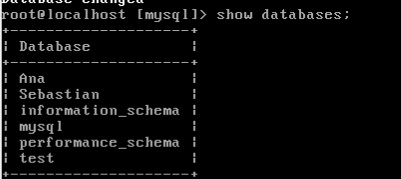 Database changed
root@localhost [mysql]> show databases;
+--------------------+
| Database           |
+--------------------+
| Ana                |
| Sebastian          |
| information_schema |
| mysql              |
| performance_schema |
| test               |
+--------------------+